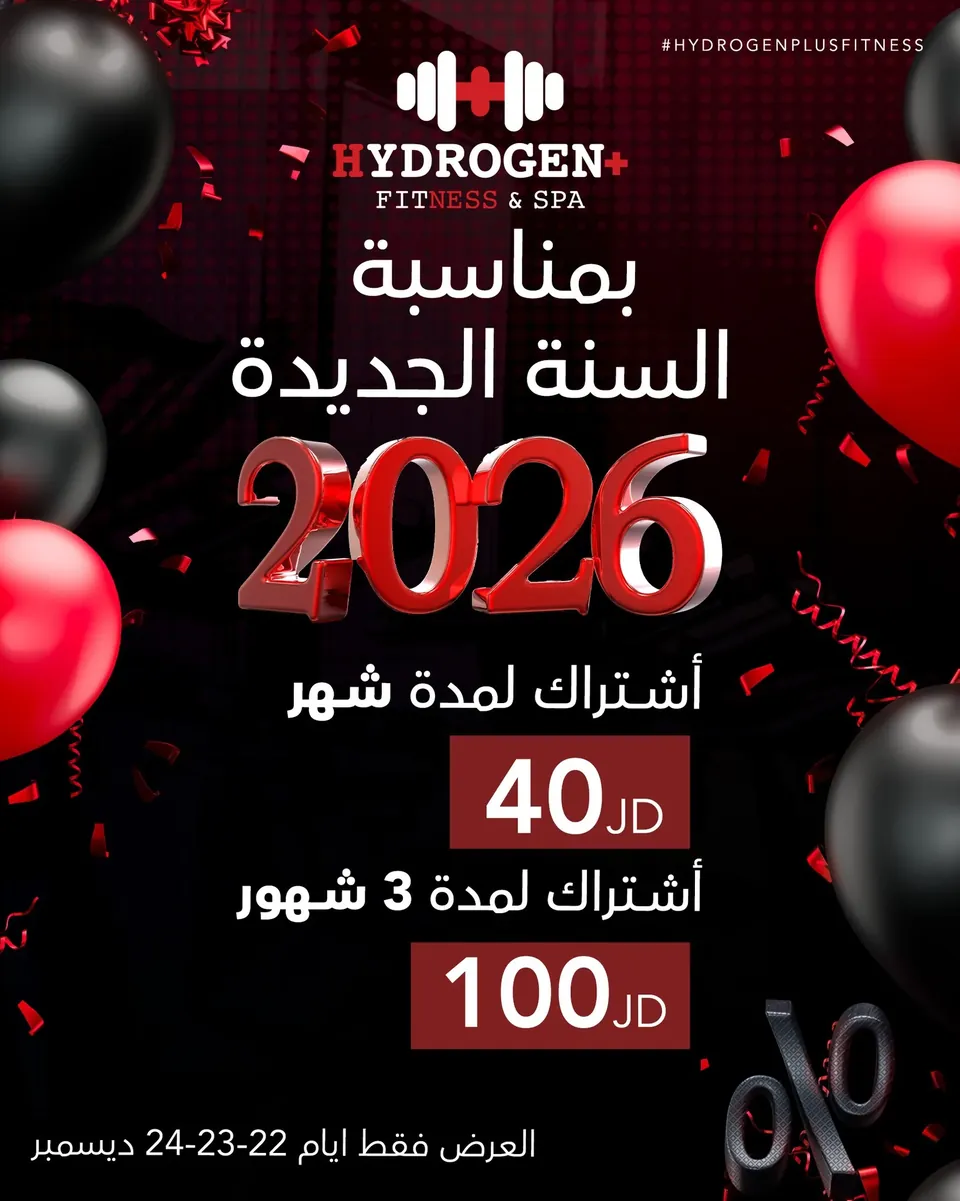 #HYDROGENPLUSFITNESS
HYDROGEN+
FITNESS & SPA
بمناسبة
السنة الجديدة
2026
أشتراك لمدة شهر
40JD
أشتراك لمدة 3 شهور
100JD
%
العرض فقط ايام 22-23-24 ديسمبر